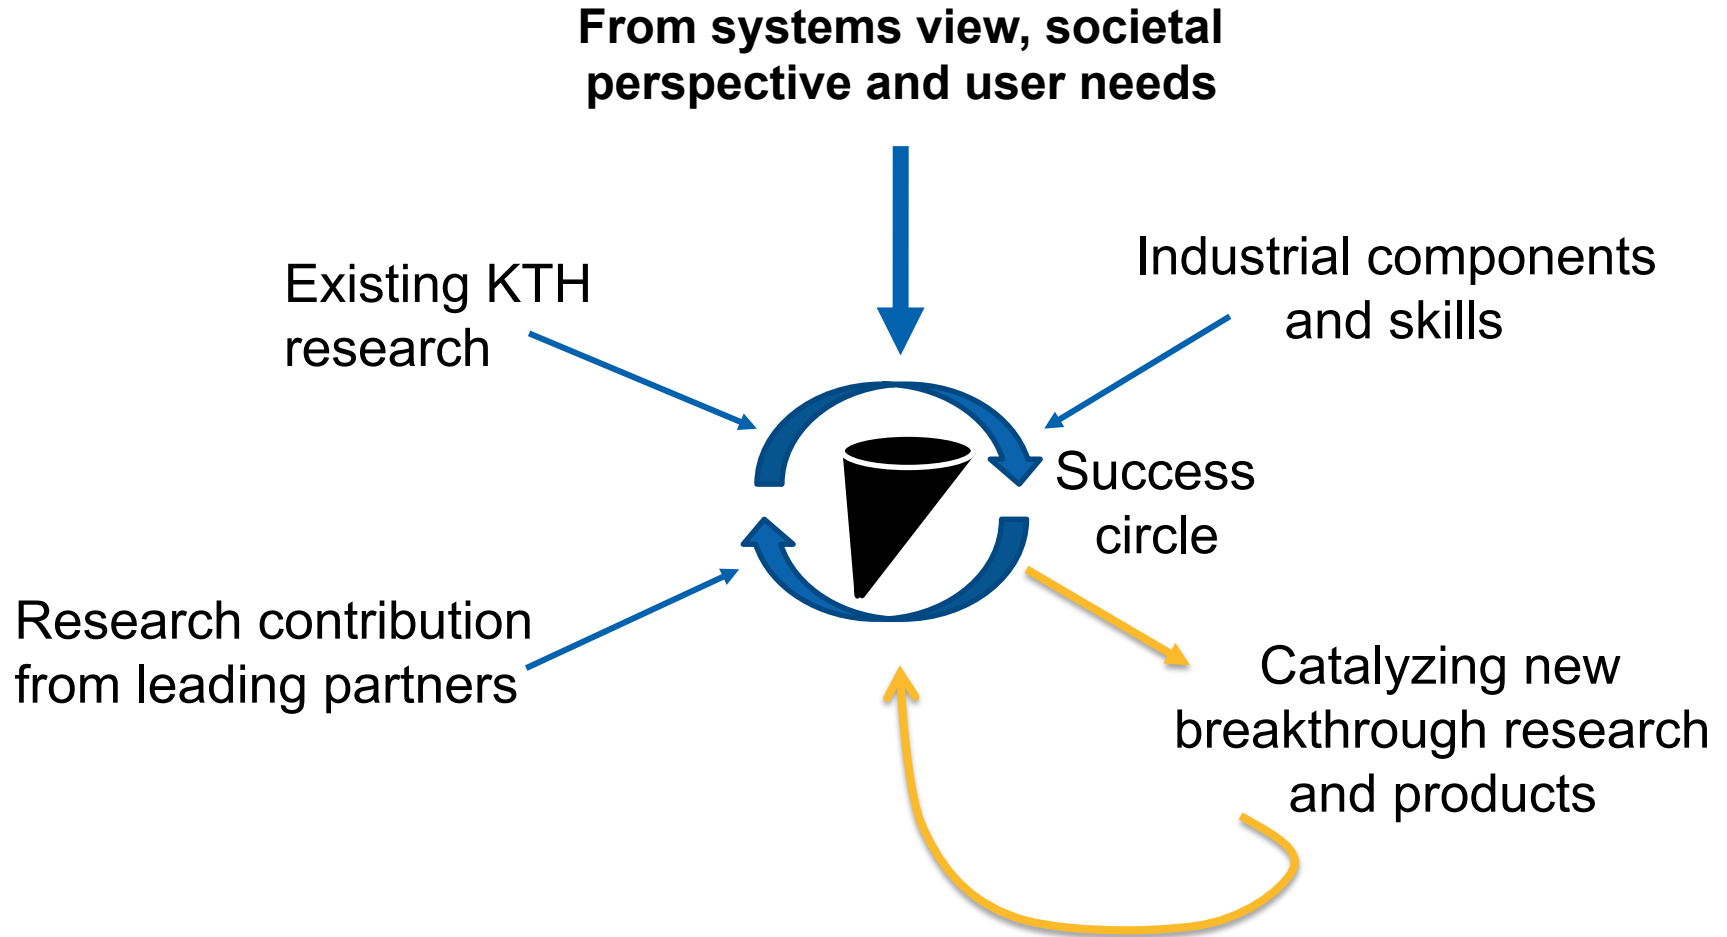 From systems view, societal
perspective and user needs
Existing KTH
research
Industrial components
and skills
Success
circle
Research contribution
from leading partners
Catalyzing new
breakthrough research
and products